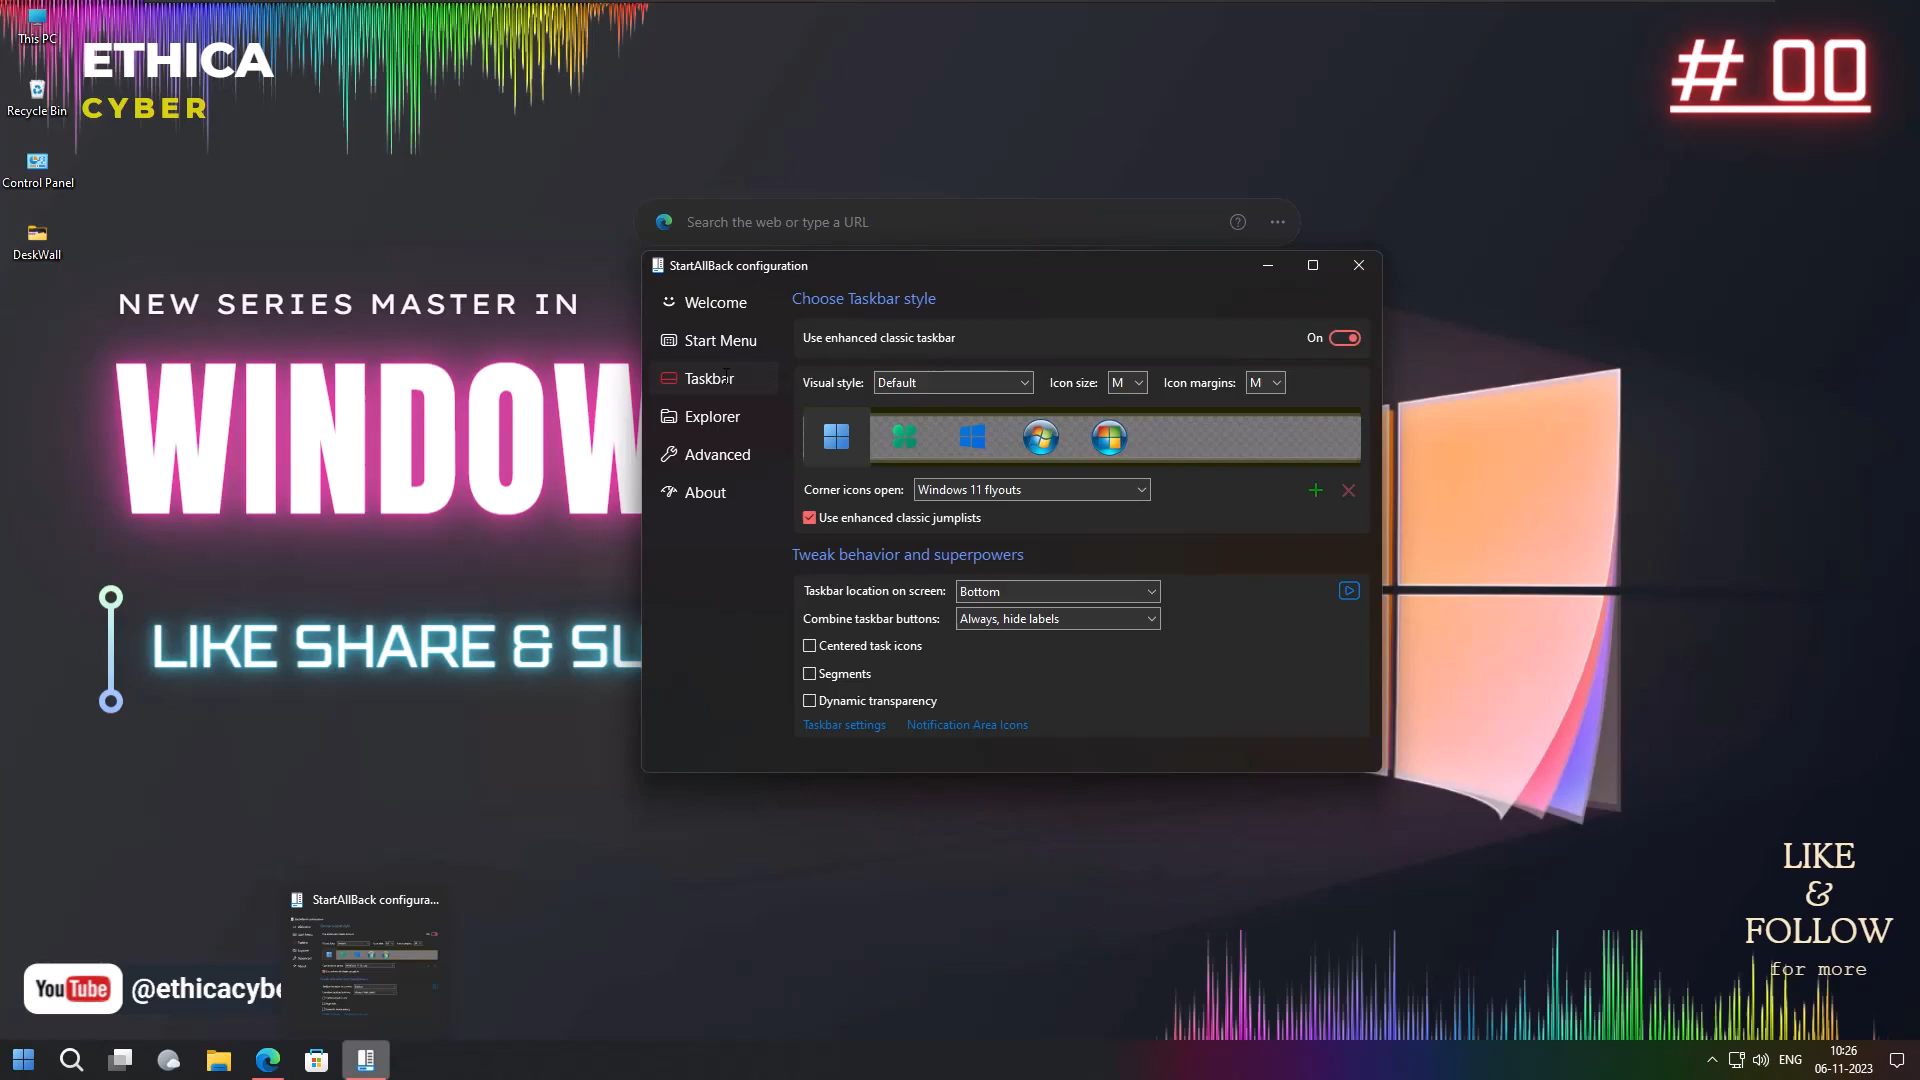 This PC
ETHICA
CYBER
# 00
Recycle Bin
Control Panel
DeskWall
Search the web or type a URL
NEW SERIES MASTER IN
WINDOW
LIKE SHARE & SU
StartAllBack configuration
Welcome
Start Menu
Taskbar
Explorer
Advanced
About
Choose Taskbar style
Use enhanced classic taskbar
On
Visual style: Default
Icon size: M
Icon margins: M
Corner icons open: Windows 11 flyouts
Use enhanced classic jumplists
Tweak behavior and superpowers
Taskbar location on screen: Bottom
Combine taskbar buttons: Always, hide labels
Centered task icons
Segments
Dynamic transparency
Taskbar settings
Notification Area Icons
LIKE
&
FOLLOW
for more
StartAllBack configura...
YouTube @ethicacybe
ENG
10:26
06-11-2023